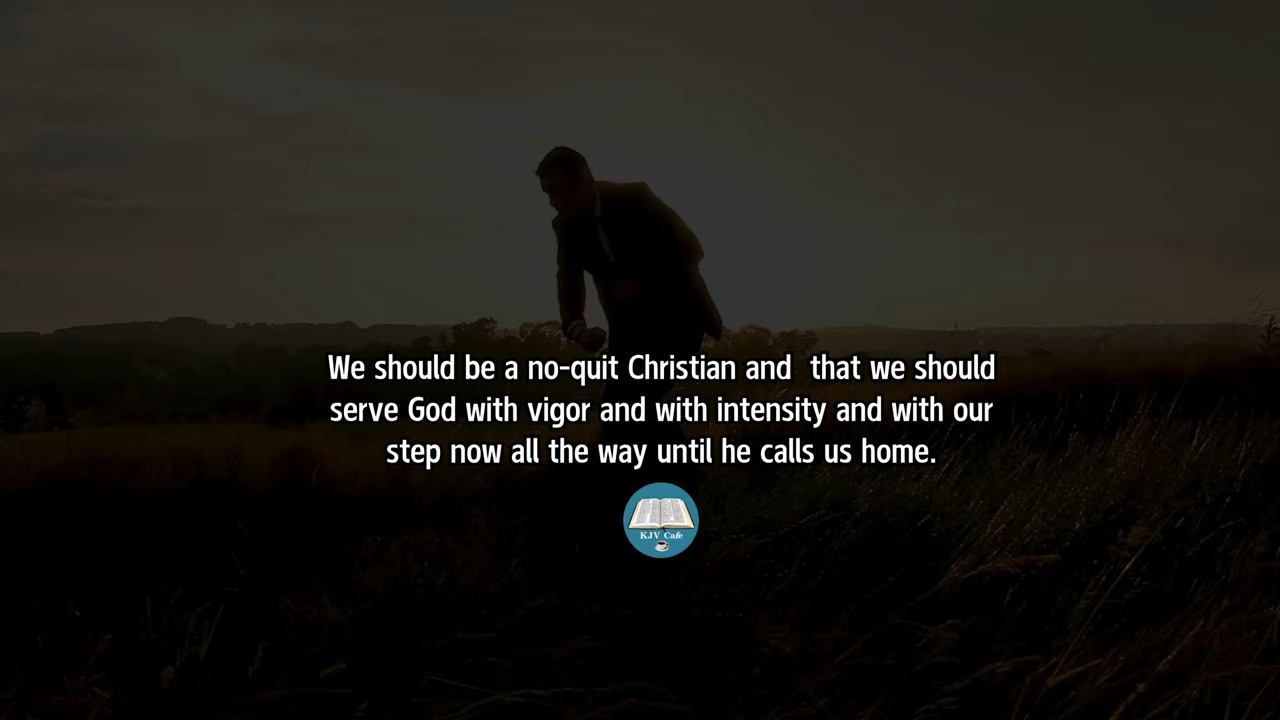 We should be a no-quit Christian and  that we should
serve God with vigor and with intensity and with our
step now all the way until he calls us home.
KJV Cafe